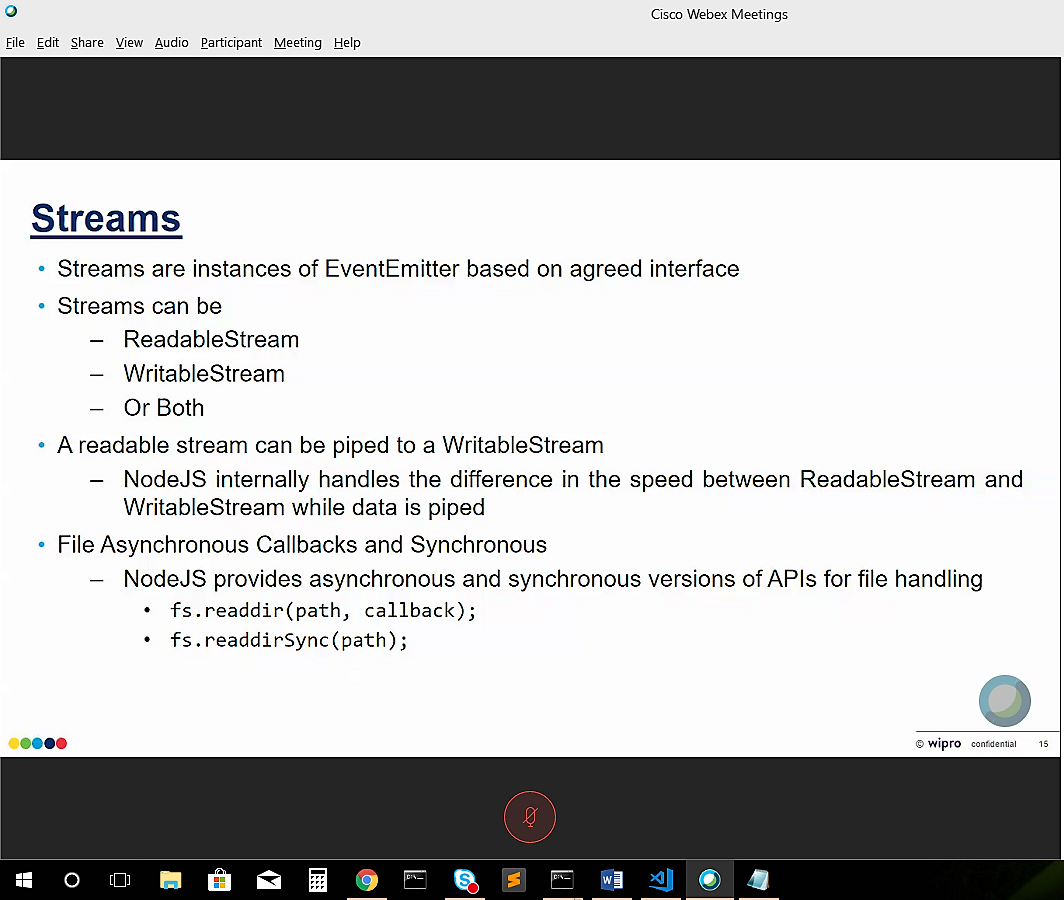 Cisco Webex Meetings
File Edit Share View Audio Participant Meeting Help
Streams
• Streams are instances of EventEmitter based on agreed interface
• Streams can be
– ReadableStream
– WritableStream
– Or Both
• A readable stream can be piped to a WritableStream
– NodeJS internally handles the difference in the speed between ReadableStream and
WritableStream while data is piped
• File Asynchronous Callbacks and Synchronous
– NodeJS provides asynchronous and synchronous versions of APIs for file handling
• fs.readdir(path, callback);
• fs.readdirSync(path);
© wipro confidential 15